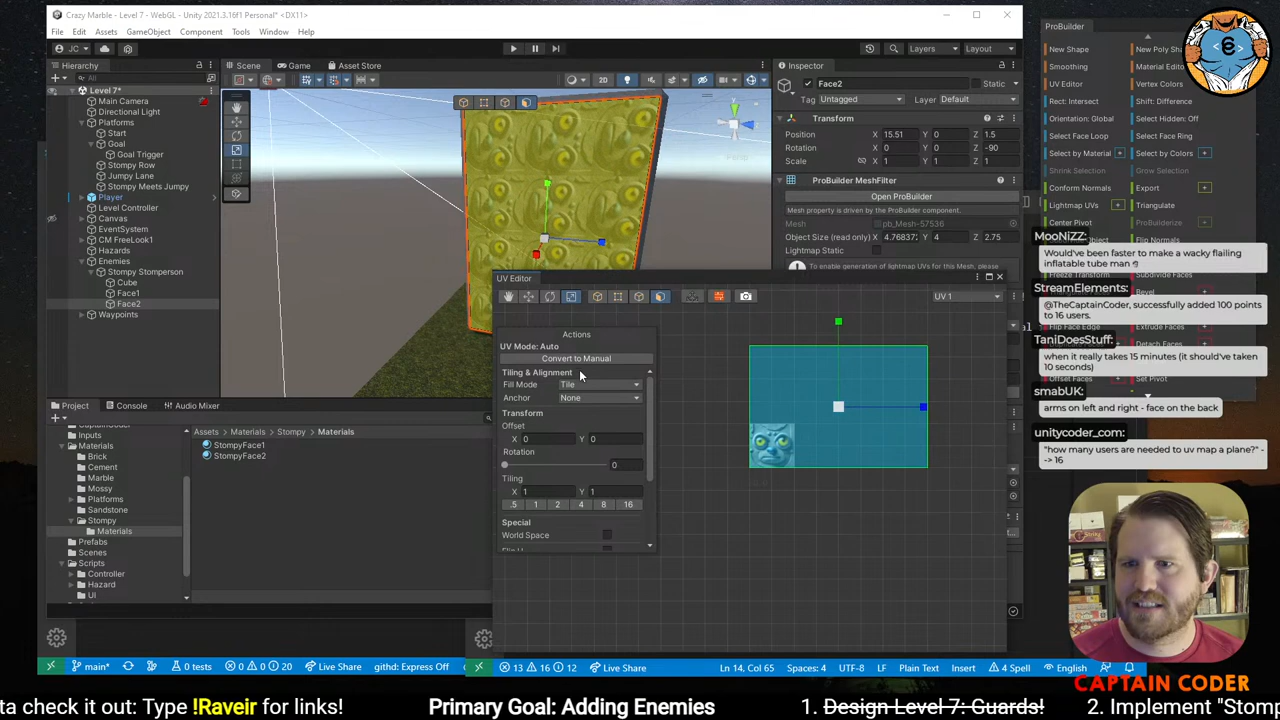 Crazy Marble - Level 7 - WebGL - Unity 2021.3.16f1 Personal* <DX11>
File Edit Assets GameObject Component Tools Window Help
JC
Layers Layout
Hierarchy
All
Level 7*
Main Camera
Directional Light
Platforms
Start
Goal
Goal Trigger
Stompy Row
Jumpy Lane
Stompy Meets Jumpy
Player
Level Controller
Canvas
EventSystem
CM FreeLook1
Hazards
Enemies
Stompy Stomperson
Cube
Face1
Face2
Waypoints
Scene Game Asset Store
2D
Persp
Inspector
Face2 Static
Tag Untagged Layer Default
Transform
Position X 15.51 Y 0 Z 1.5
Rotation X 0 Y 0 Z -90
Scale X 1 Y 1 Z 1
ProBuilder MeshFilter
Open ProBuilder
Mesh property is driven by the ProBuilder component.
Mesh pb_Mesh-57536
Object Size (read only) X 4.76837 Y 4 Z 2.75
Lightmap Static
To enable generation of lightmap UVs for this Mesh, please
ProBuilder
New Shape New Poly Sh
Smoothing Material Edito
UV Editor Vertex Colors
Rect: Intersect Shift: Difference
Orientation: Global Select Hidden: Off
Select Face Loop Select Face Ring
Select by Material Select by Colors
Shrink Selection Grow Selection
Conform Normals Export
Lightmap UVs Triangulate
Center Pivot ProBuilderize
Flip Normals
Freeze Transform Subdivide Faces
Bevel
Flip Face Edge Extrude Faces
Detach Faces
Set Pivot
MooNiZZ:
Would've been faster to make a wacky flailing
inflatable tube man
StreamElements:
@TheCaptainCoder, successfully added 100 points
to 16 users.
TaniDoesStuff:
when it really takes 15 minutes (it should've taken
10 seconds)
smabUK:
arms on left and right - face on the back
unitycoder_com:
"how many users are needed to uv map a plane?" -
-> 16
UV Editor
UV 1
Actions
UV Mode: Auto
Convert to Manual
Tiling & Alignment
Fill Mode Tile
Anchor None
Transform
Offset
X 0 Y 0
Rotation
0
Tiling
X 1 Y 1
.5 1 2 4 8 16
Special
World Space
Project Console Audio Mixer
Inputs
Materials
Brick
Cement
Marble
Mossy
Platforms
Sandstone
Stompy
Materials
Prefabs
Scenes
Scripts
Controller
Hazard
UI
Assets > Materials > Stompy > Materials
StompyFace1
StompyFace2
main* 0 tests 0 0 20 Live Share githd: Express Off
13 16 12 Live Share Ln 14, Col 65 Spaces: 4 UTF-8 LF Plain Text Insert 4 Spell English
CAPTAIN CODER
ta check it out: Type !Raveir for links! Primary Goal: Adding Enemies 1. Design Level 7: Guards! 2. Implement "Stomp